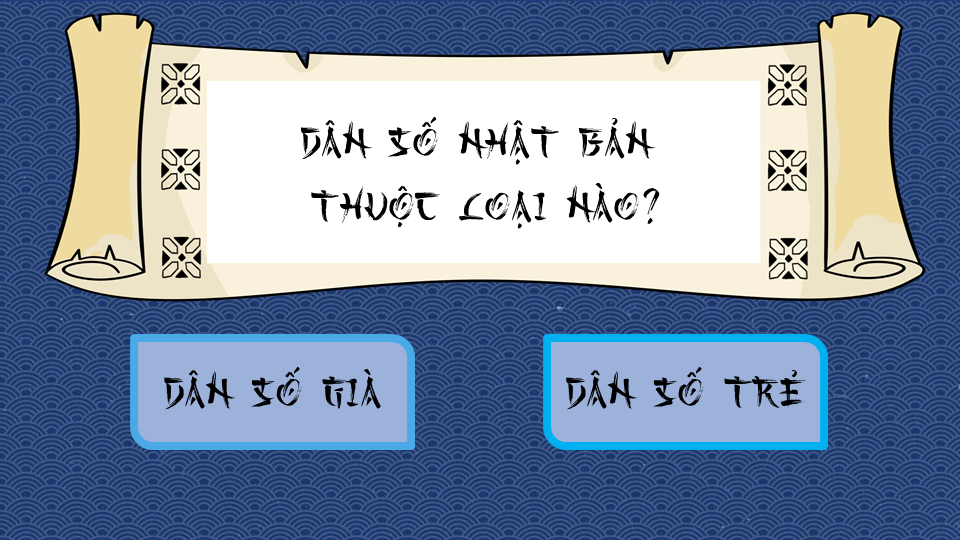 DÂN SỐ NHẬT BẢN
THUỘC LOẠI NÀO?
DÂN SỐ GIÀ
DÂN SỐ TRẺ